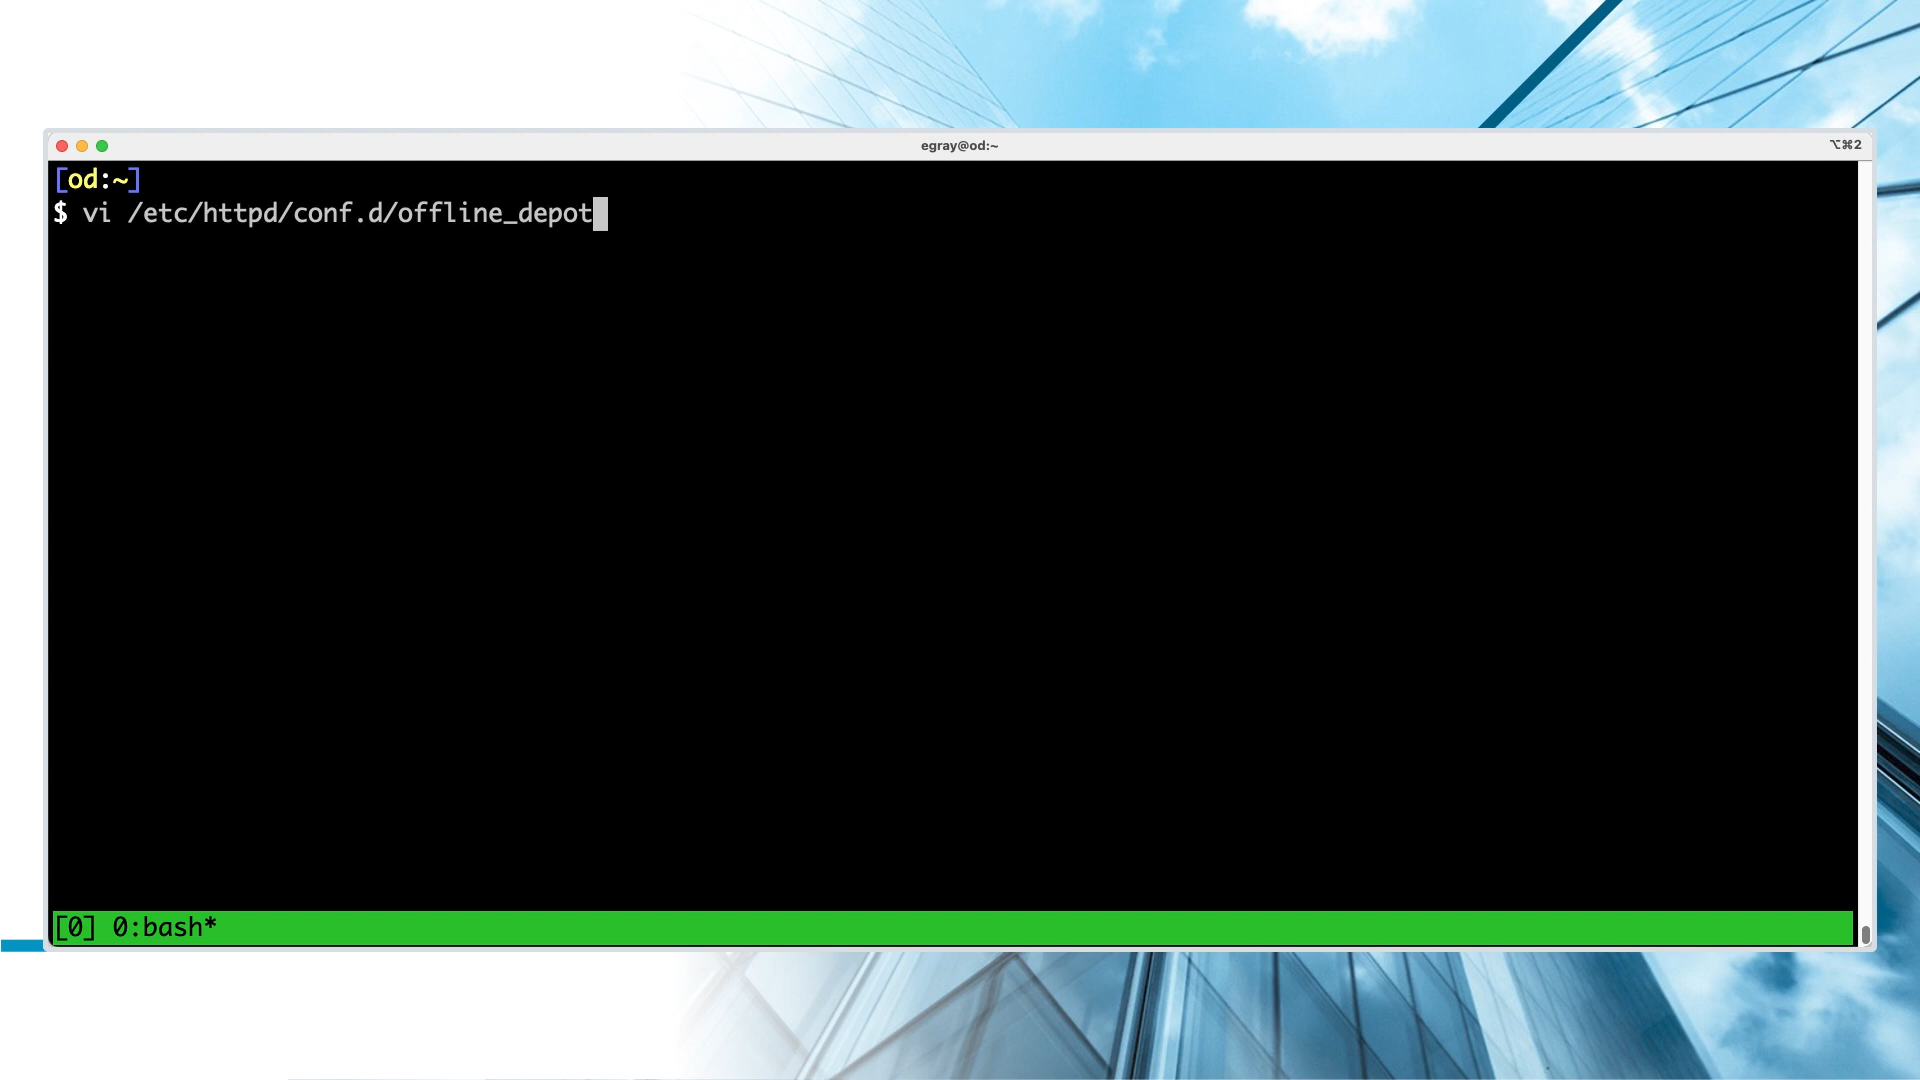 egray@od:~
⌥⌘2
[od:~]
$ vi /etc/httpd/conf.d/offline_depot
[0] 0:bash*